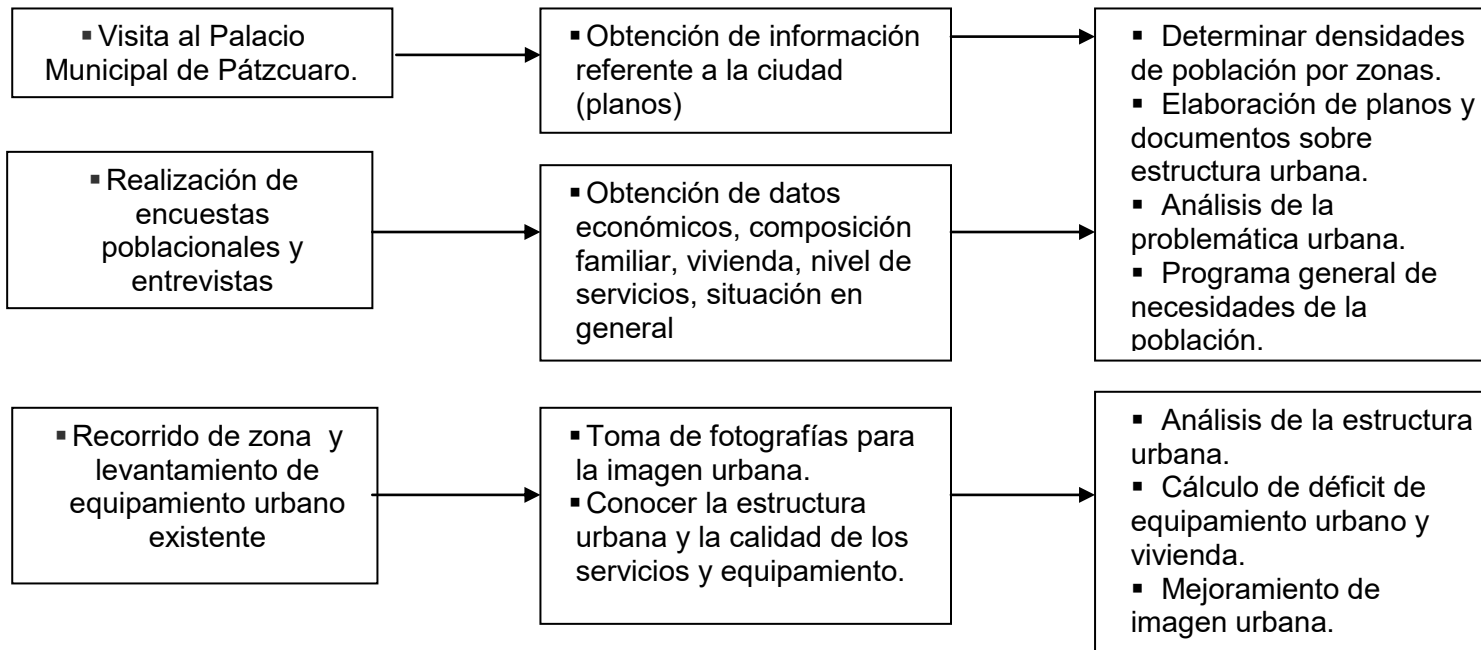 ▪ Visita al Palacio
Municipal de Pátzcuaro.
▪ Obtención de información
referente a la ciudad
(planos)
▪ Determinar densidades
de población por zonas.
▪ Elaboración de planos y
documentos sobre
estructura urbana.
▪ Análisis de la
problemática urbana.
▪ Programa general de
necesidades de la
población.
▪ Realización de
encuestas
poblacionales y
entrevistas
▪ Obtención de datos
económicos, composición
familiar, vivienda, nivel de
servicios, situación en
general
▪ Recorrido de zona y
levantamiento de
equipamiento urbano
existente
▪ Toma de fotografías para
la imagen urbana.
▪ Conocer la estructura
urbana y la calidad de los
servicios y equipamiento.
▪ Análisis de la estructura
urbana.
▪ Cálculo de déficit de
equipamiento urbano y
vivienda.
▪ Mejoramiento de
imagen urbana.